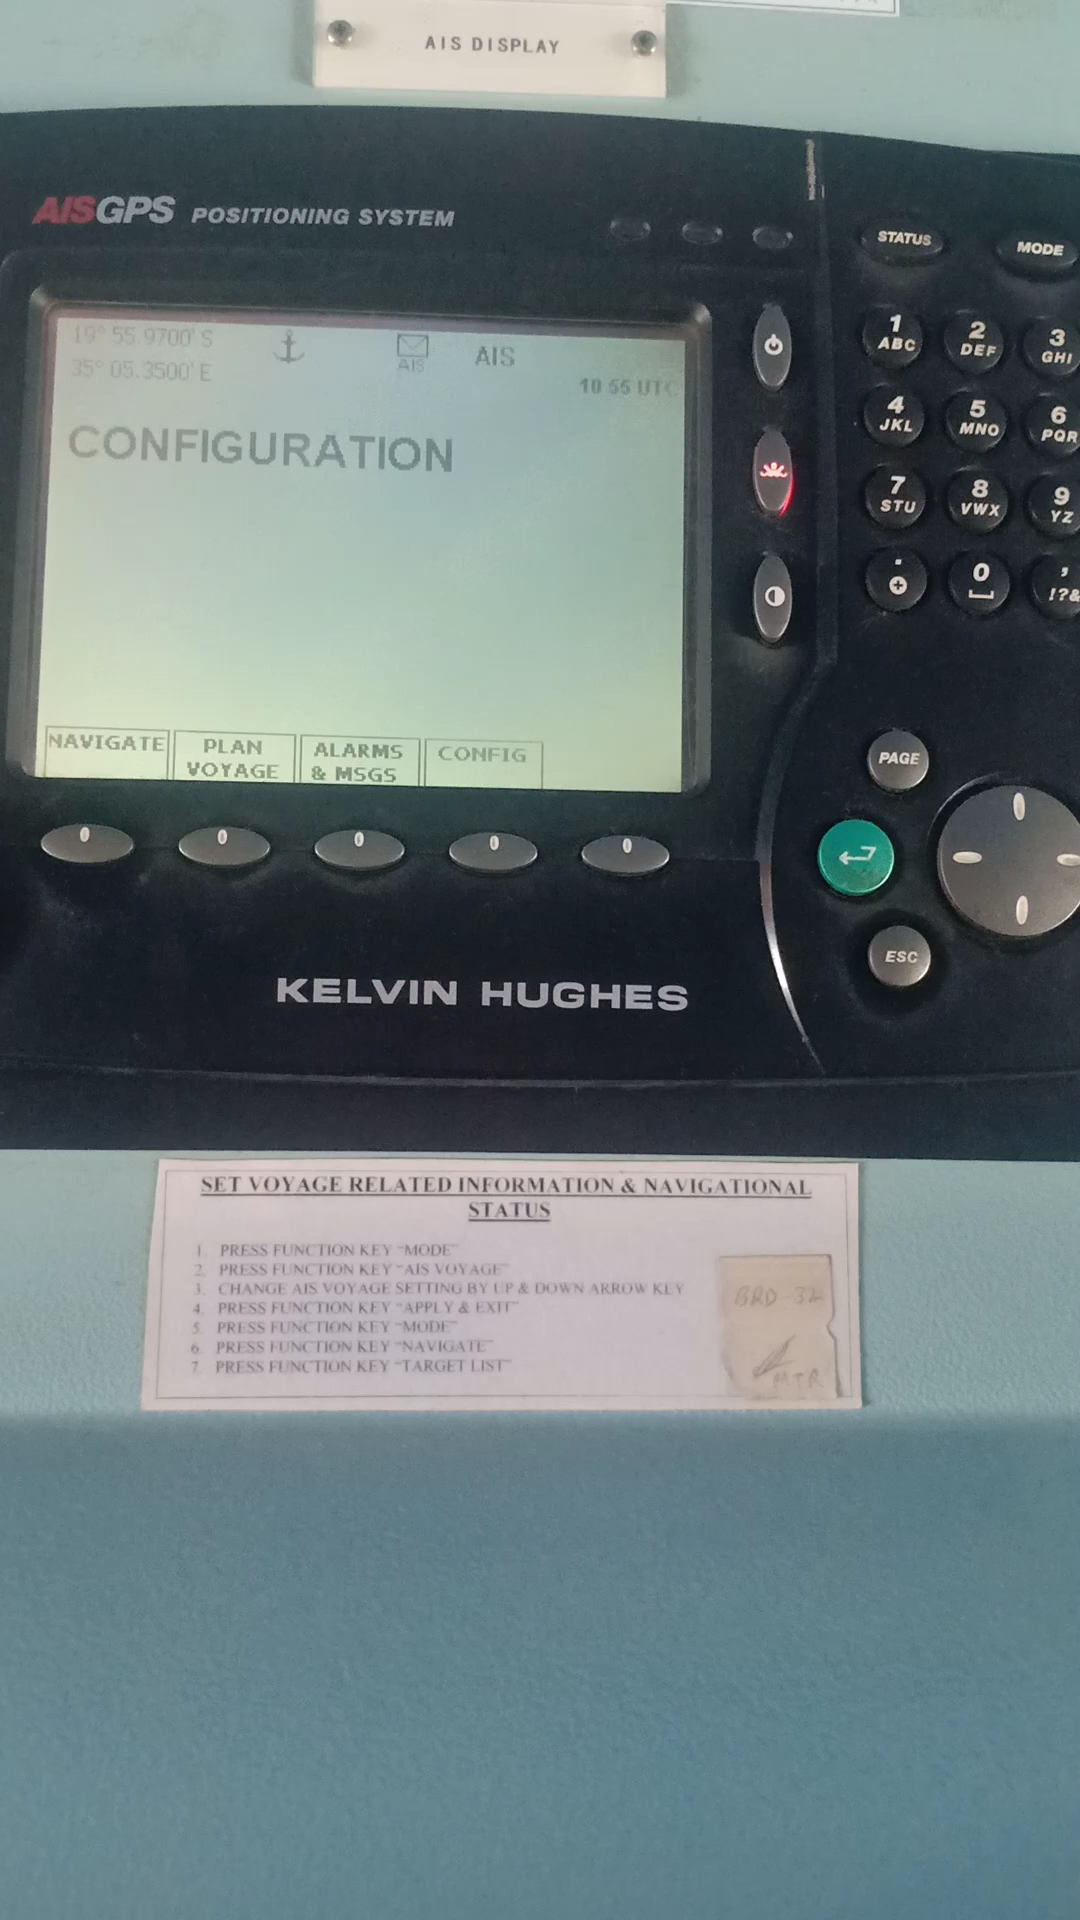 AIS DISPLAY
AISGPS POSITIONING SYSTEM
STATUS
MODE
19° 55.9700' S
AIS
AIS
35° 05.3500' E
10 55 UTC
CONFIGURATION
1 ABC
2 DEF
3 GHI
4 JKL
5 MNO
6 PQR
7 STU
8 VWX
9 YZ
0
, !?&
NAVIGATE
PLAN VOYAGE
ALARMS & MSGS
CONFIG
PAGE
ESC
KELVIN HUGHES
SET VOYAGE RELATED INFORMATION & NAVIGATIONAL
STATUS
1. PRESS FUNCTION KEY "MODE"
2. PRESS FUNCTION KEY "AIS VOYAGE"
3. CHANGE AIS VOYAGE SETTING BY UP & DOWN ARROW KEY
4. PRESS FUNCTION KEY "APPLY & EXIT"
5. PRESS FUNCTION KEY "MODE"
6. PRESS FUNCTION KEY "NAVIGATE"
7. PRESS FUNCTION KEY "TARGET LIST"
BRD-32
MTR